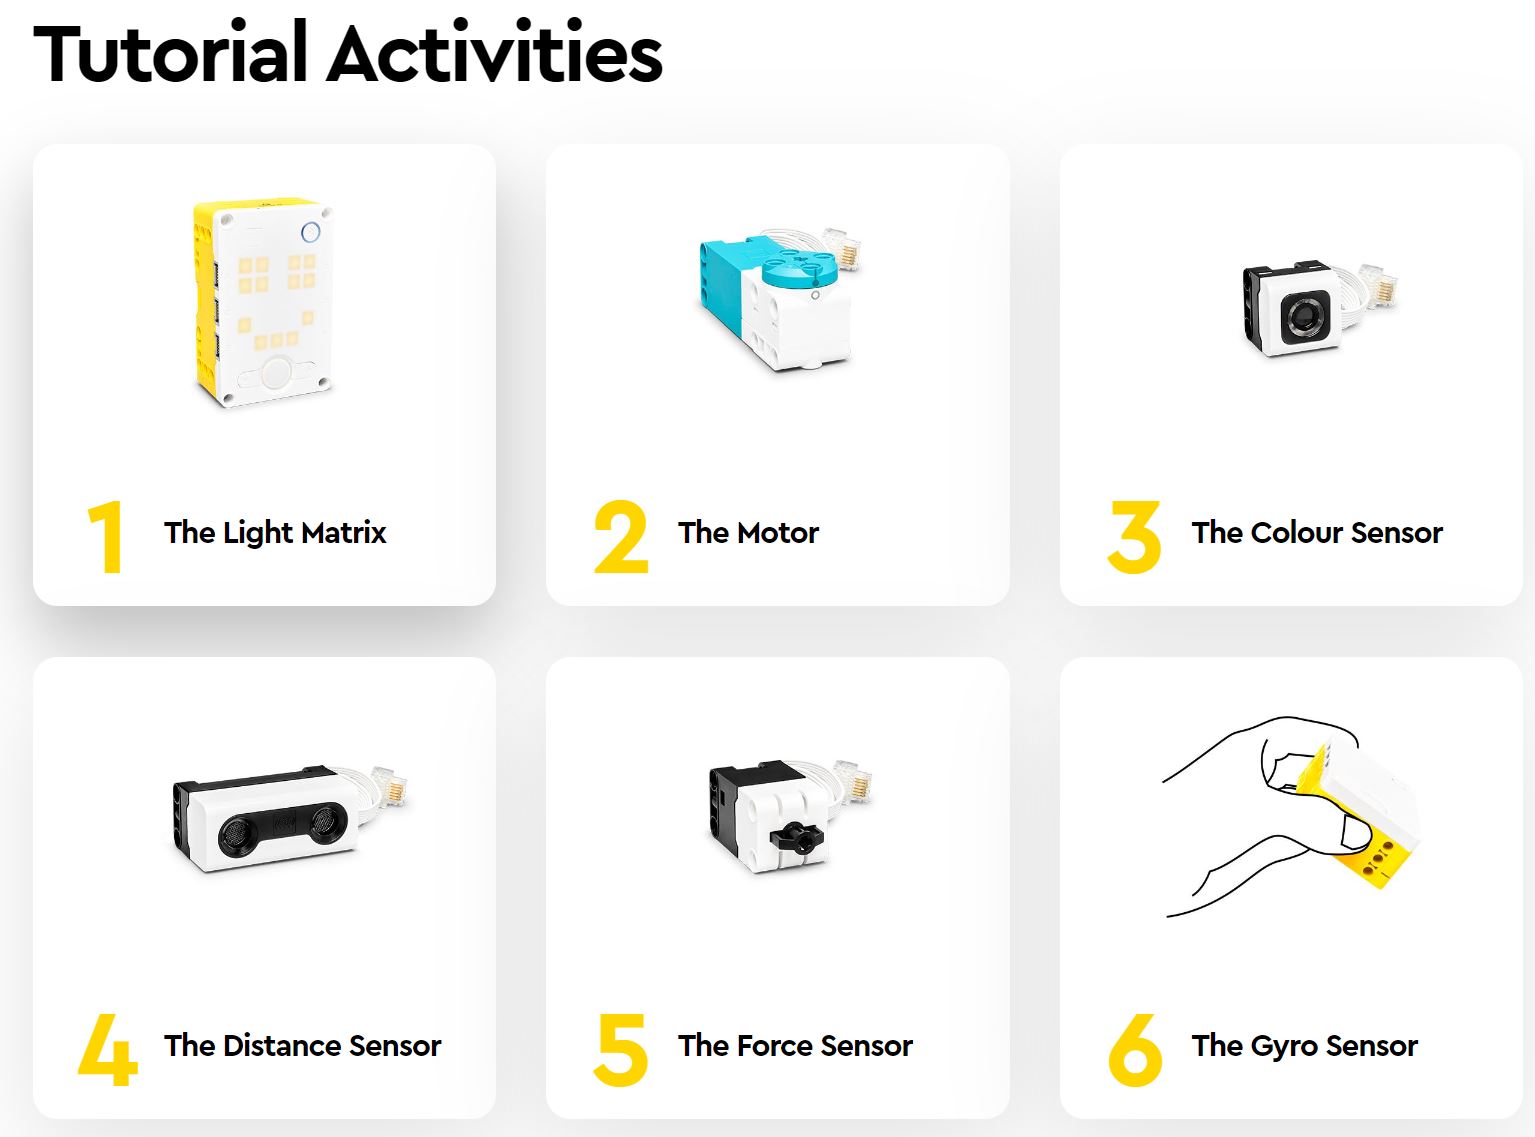 Tutorial Activities
1 The Light Matrix
2 The Motor
3 The Colour Sensor
4 The Distance Sensor
5 The Force Sensor
6 The Gyro Sensor